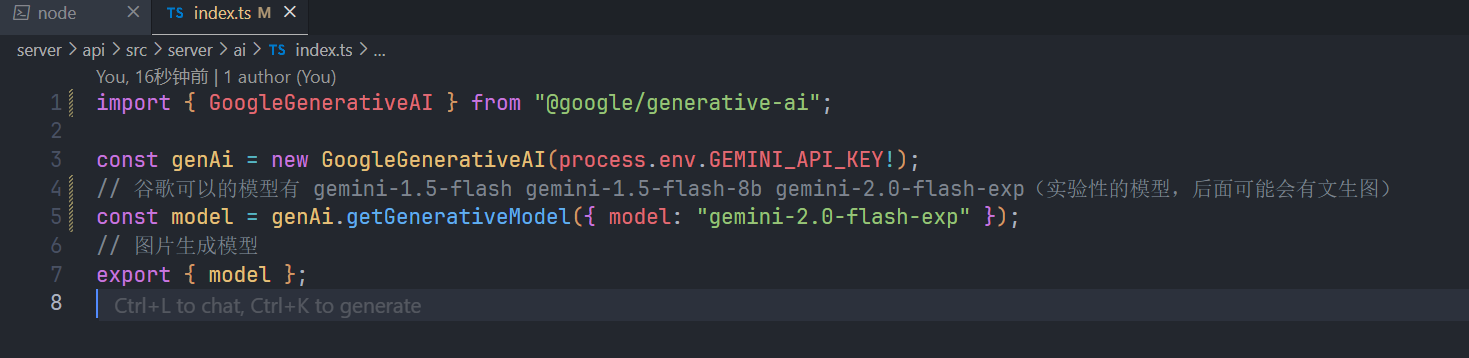 node
TS index.ts M
server > api > src > server > ai > TS index.ts > ...
You, 16秒钟前 | 1 author (You)
1 import { GoogleGenerativeAI } from "@google/generative-ai";
2
3 const genAi = new GoogleGenerativeAI(process.env.GEMINI_API_KEY!);
4 // 谷歌可以的模型有 gemini-1.5-flash gemini-1.5-flash-8b gemini-2.0-flash-exp（实验性的模型，后面可能会有文生图）
5 const model = genAi.getGenerativeModel({ model: "gemini-2.0-flash-exp" });
6 // 图片生成模型
7 export { model };
8 Ctrl+L to chat, Ctrl+K to generate